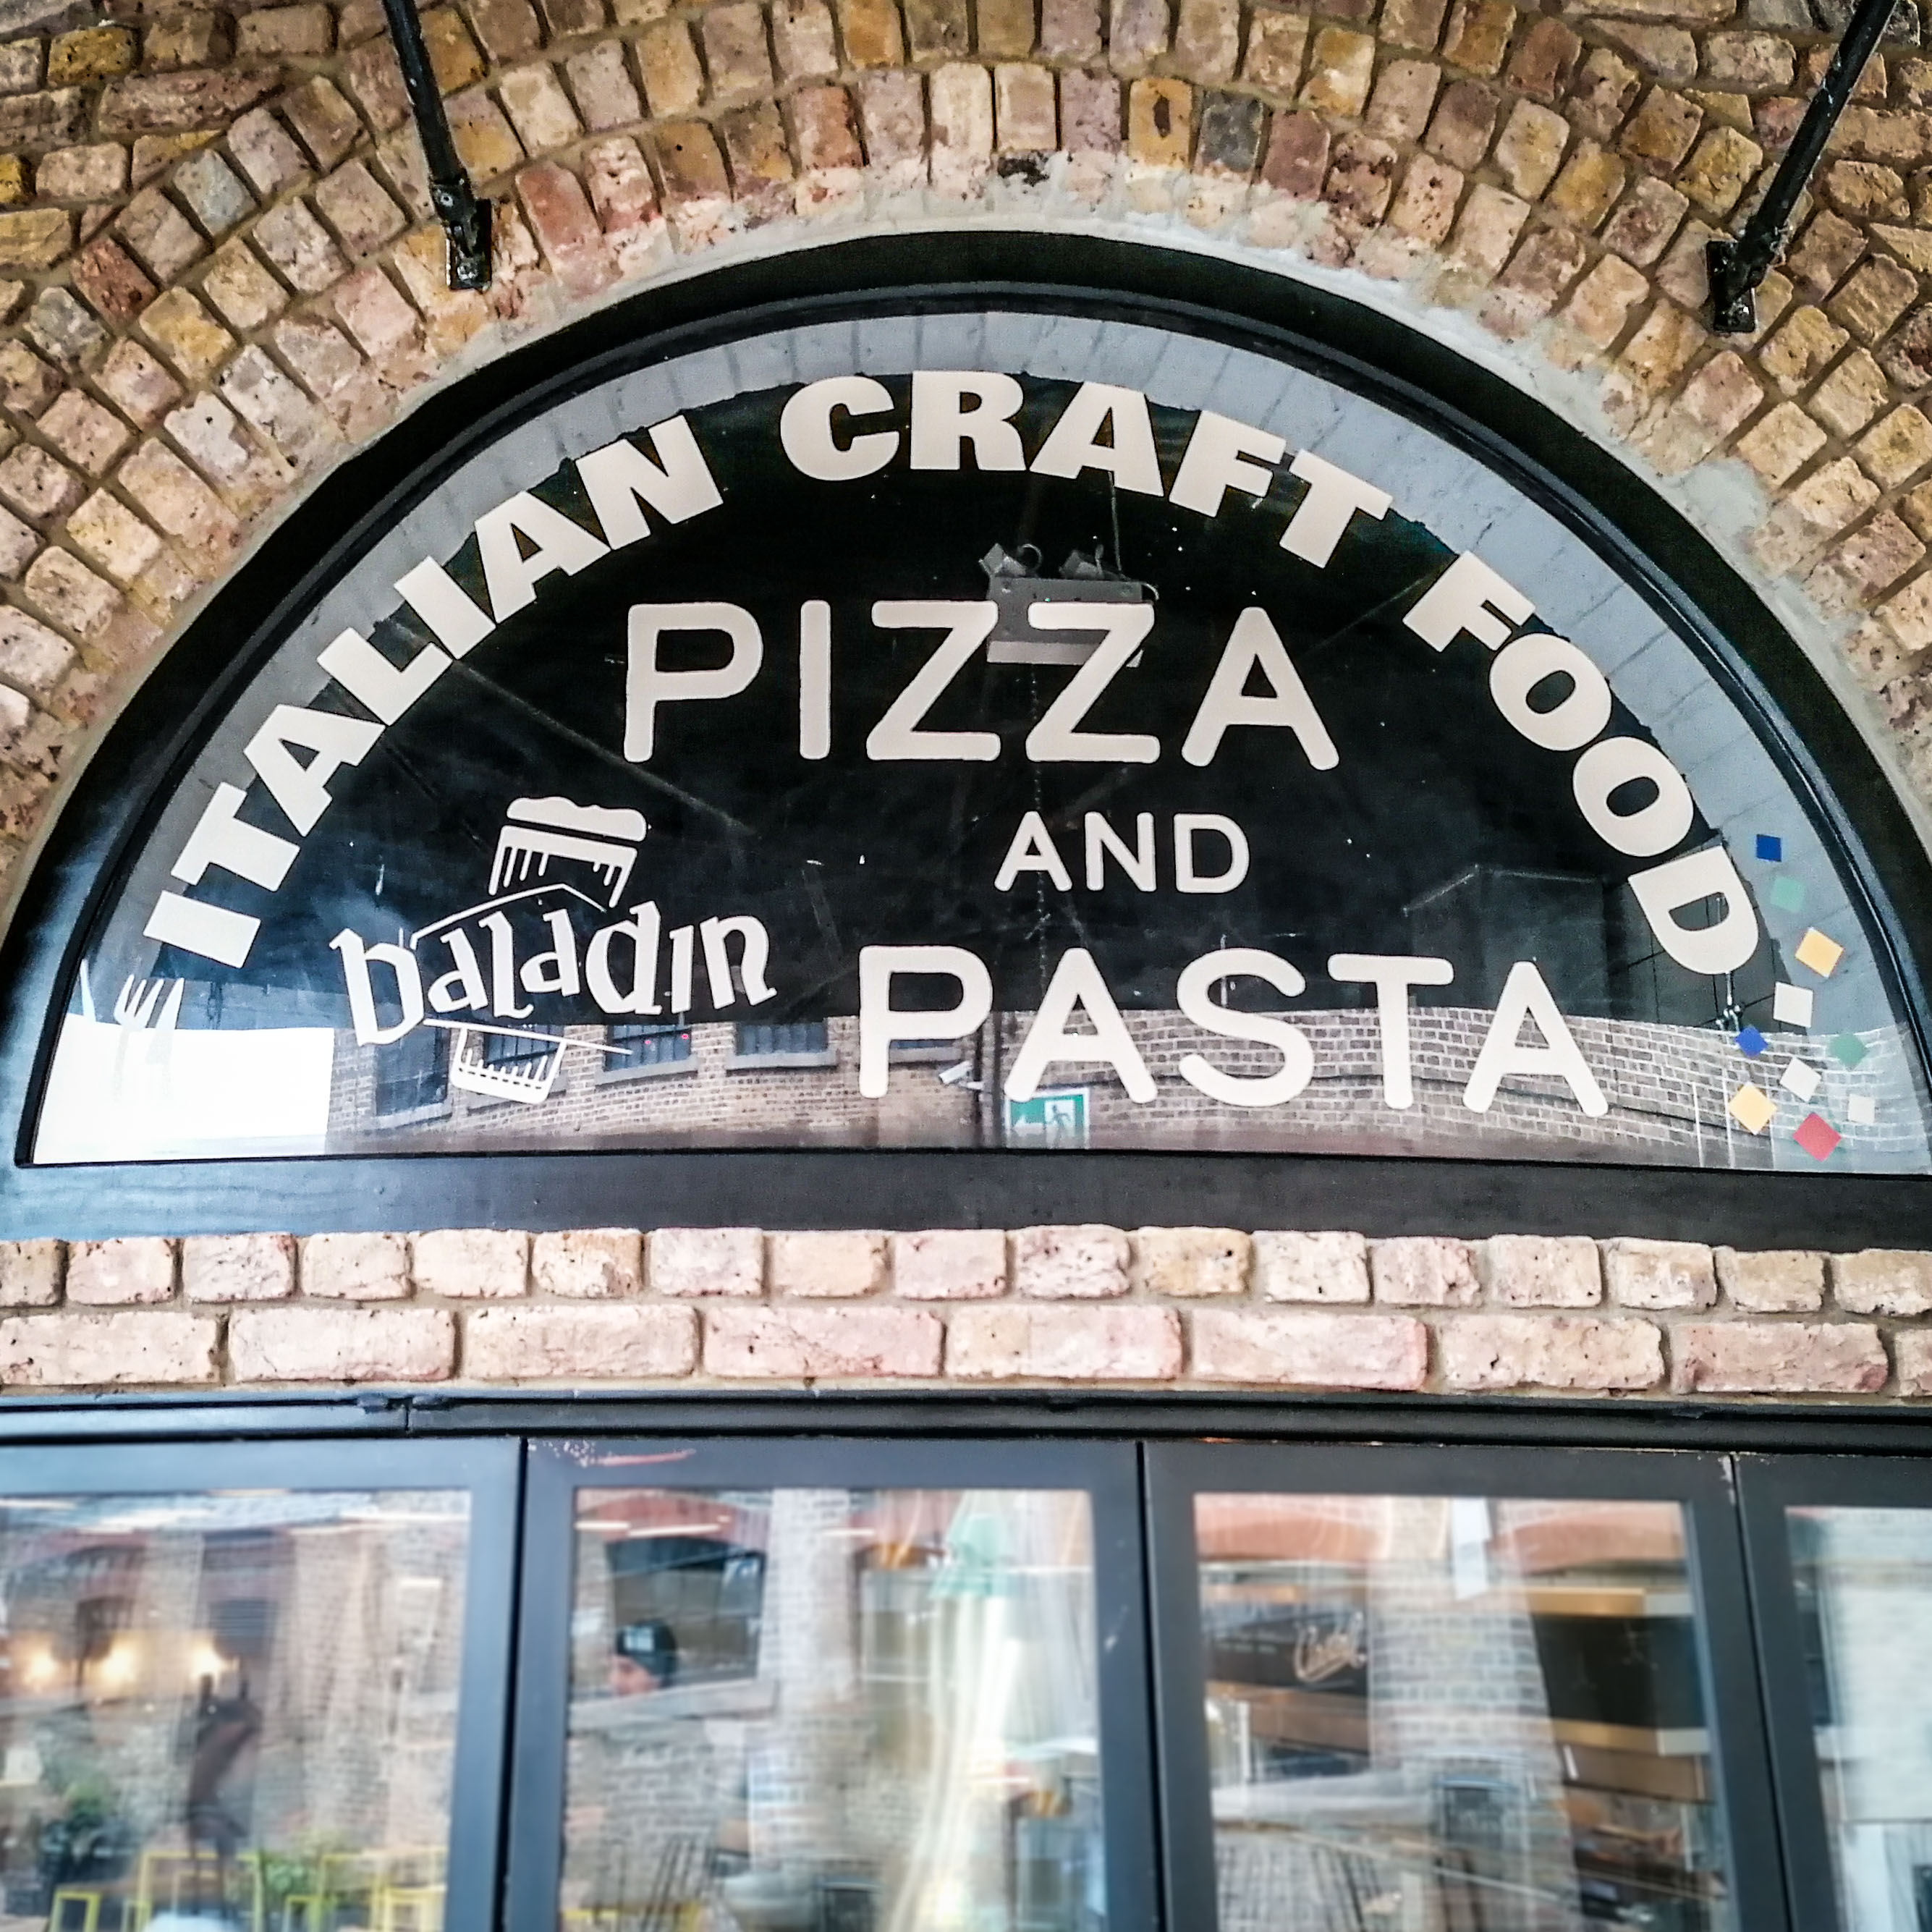 ITALIAN CRAFT FOOD
PIZZA
AND
baladin
PASTA